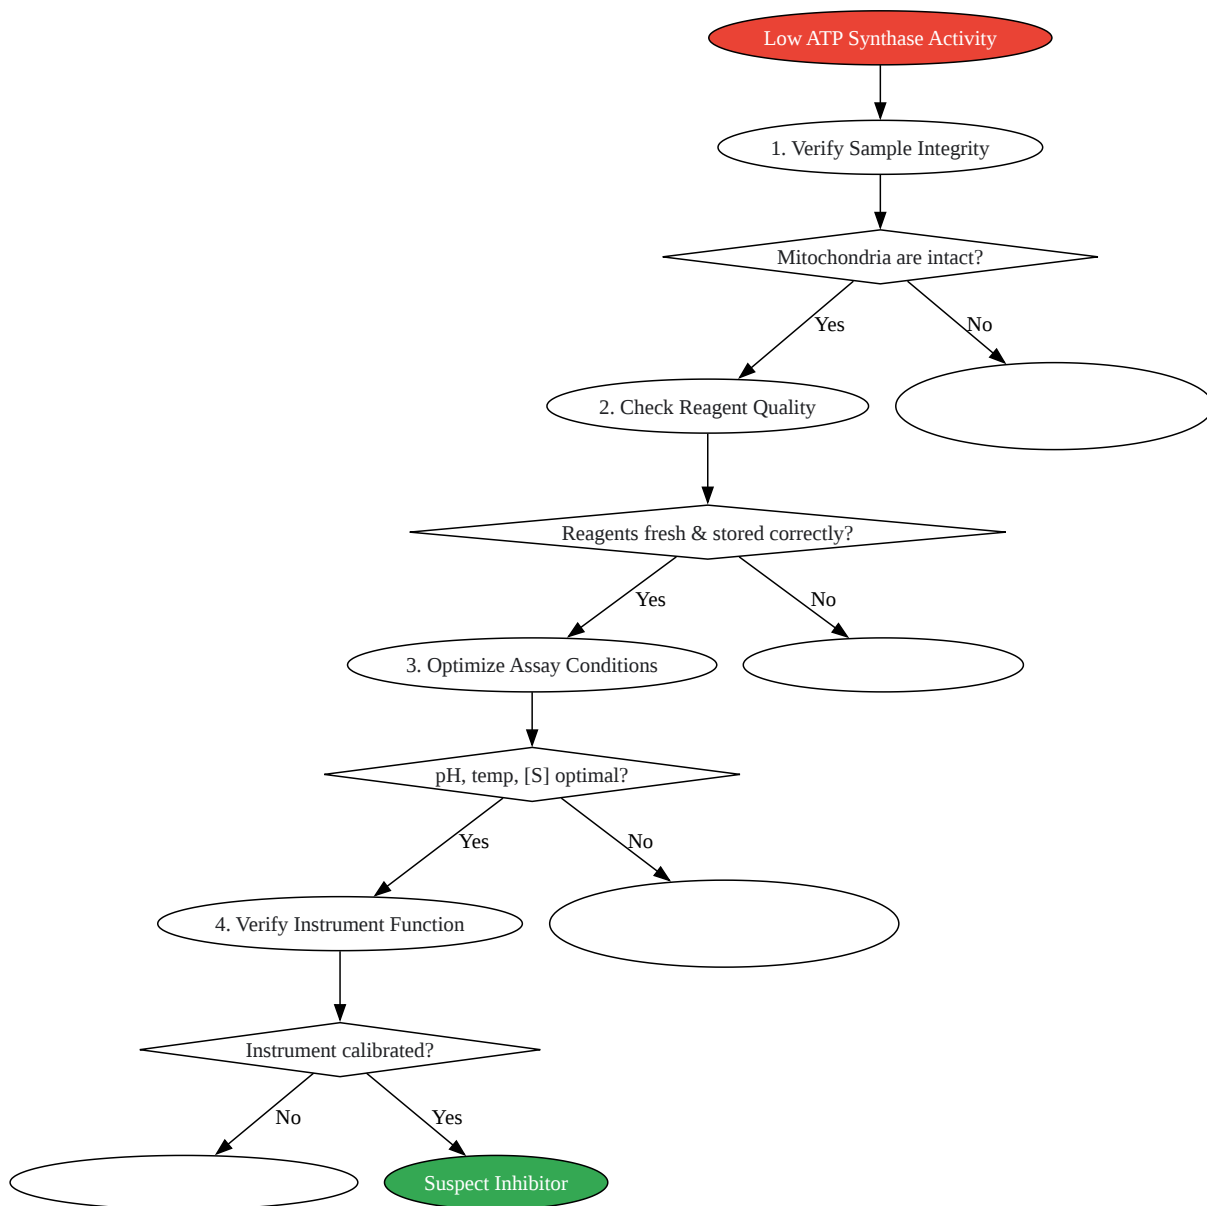 Low ATP Synthase Activity
1. Verify Sample Integrity
Mitochondria are intact?
Yes
No
2. Check Reagent Quality
Reagents fresh & stored correctly?
Yes
No
3. Optimize Assay Conditions
pH, temp, [S] optimal?
Yes
No
4. Verify Instrument Function
Instrument calibrated?
No
Yes
Suspect Inhibitor